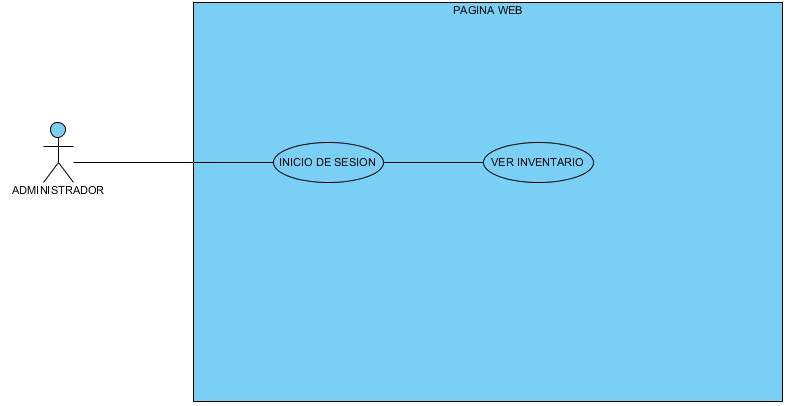 PAGINA WEB
INICIO DE SESION
VER INVENTARIO
ADMINISTRADOR